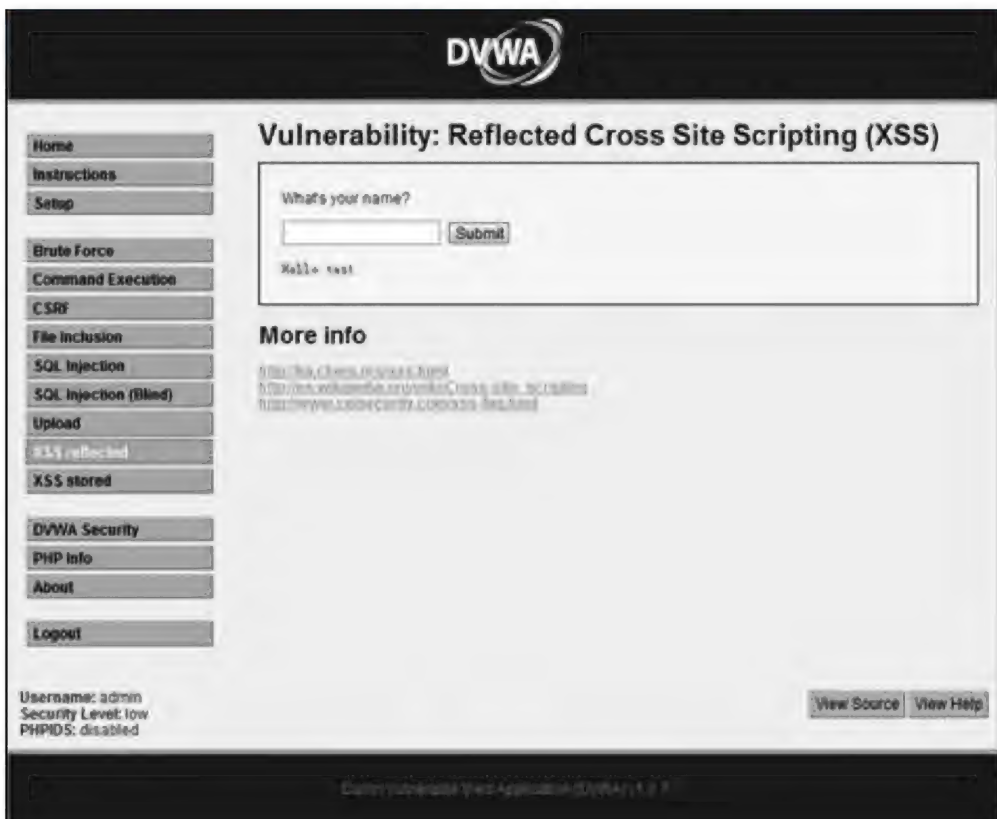 DVWA
Home
Instructions
Setup
Brute Force
Command Execution
CSRF
File Inclusion
SQL Injection
SQL Injection (Blind)
Upload
XSS reflected
XSS stored
DVWA Security
PHP Info
About
Logout
Username: admin
Security Level: low
PHPIDS: disabled
Vulnerability: Reflected Cross Site Scripting (XSS)
What's your name?
Submit
Hello test
More info
View Source
View Help